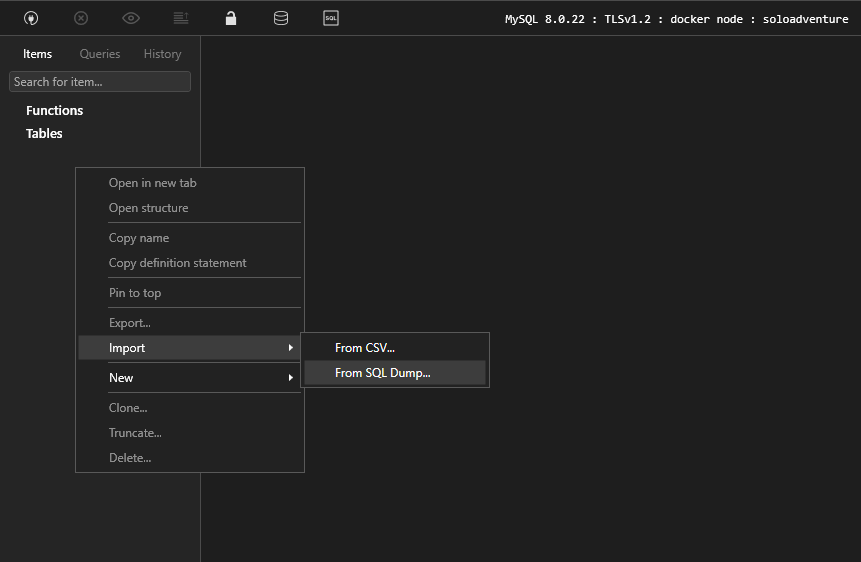 SQL
MySQL 8.0.22 : TLSv1.2 : docker node : soloadventure
Items Queries History
Search for item...
Functions
Tables
Open in new tab
Open structure
Copy name
Copy definition statement
Pin to top
Export...
Import
From CSV...
From SQL Dump...
New
Clone...
Truncate...
Delete...